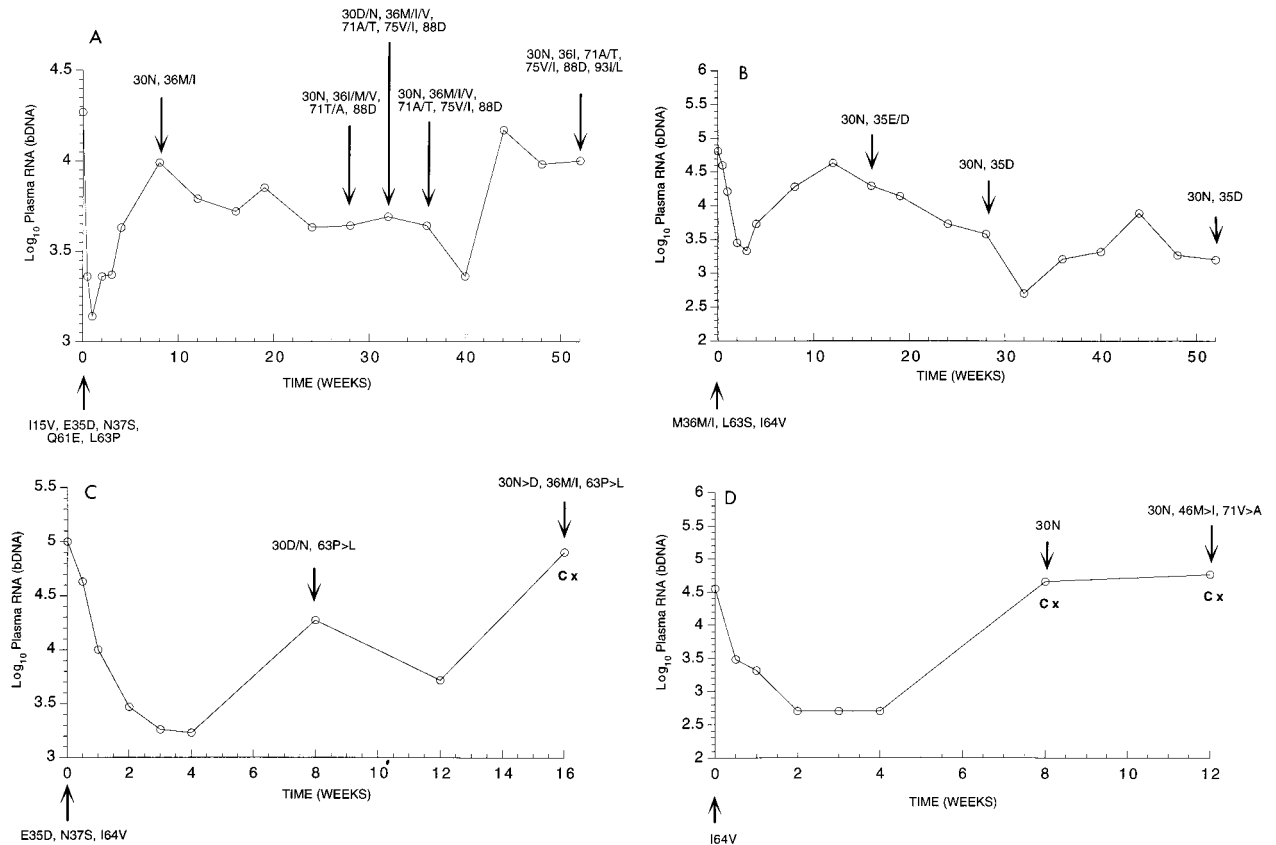 A
30D/N, 36M/I/V,
71A/T, 75V/I, 88D
30N, 36I, 71A/T,
75V/I, 88D, 93I/L
30N, 36M/I
30N, 36I/M/V,
71T/A, 88D
30N, 36M/I/V,
71A/T, 75V/I, 88D
Log10 Plasma RNA (bDNA)
4.5
4
3.5
3
0 10 20 30 40 50
TIME (WEEKS)
I15V, E35D, N37S,
Q61E, L63P
B
30N, 35E/D
30N, 35D
30N, 35D
Log10 Plasma RNA (bDNA)
6
5.5
5
4.5
4
3.5
3
2.5
2
0 10 20 30 40 50
TIME (WEEKS)
M36M/I, L63S, I64V
C
30N>D, 36M/I, 63P>L
30D/N, 63P>L
C x
Log10 Plasma RNA (bDNA)
5.5
5
4.5
4
3.5
3
0 2 4 6 8 10 12 14 16
TIME (WEEKS)
E35D, N37S, I64V
D
30N
30N, 46M>I, 71V>A
C x
C x
Log10 Plasma RNA (bDNA)
6
5.5
5
4.5
4
3.5
3
2.5
2
0 2 4 6 8 10 12
TIME (WEEKS)
I64V